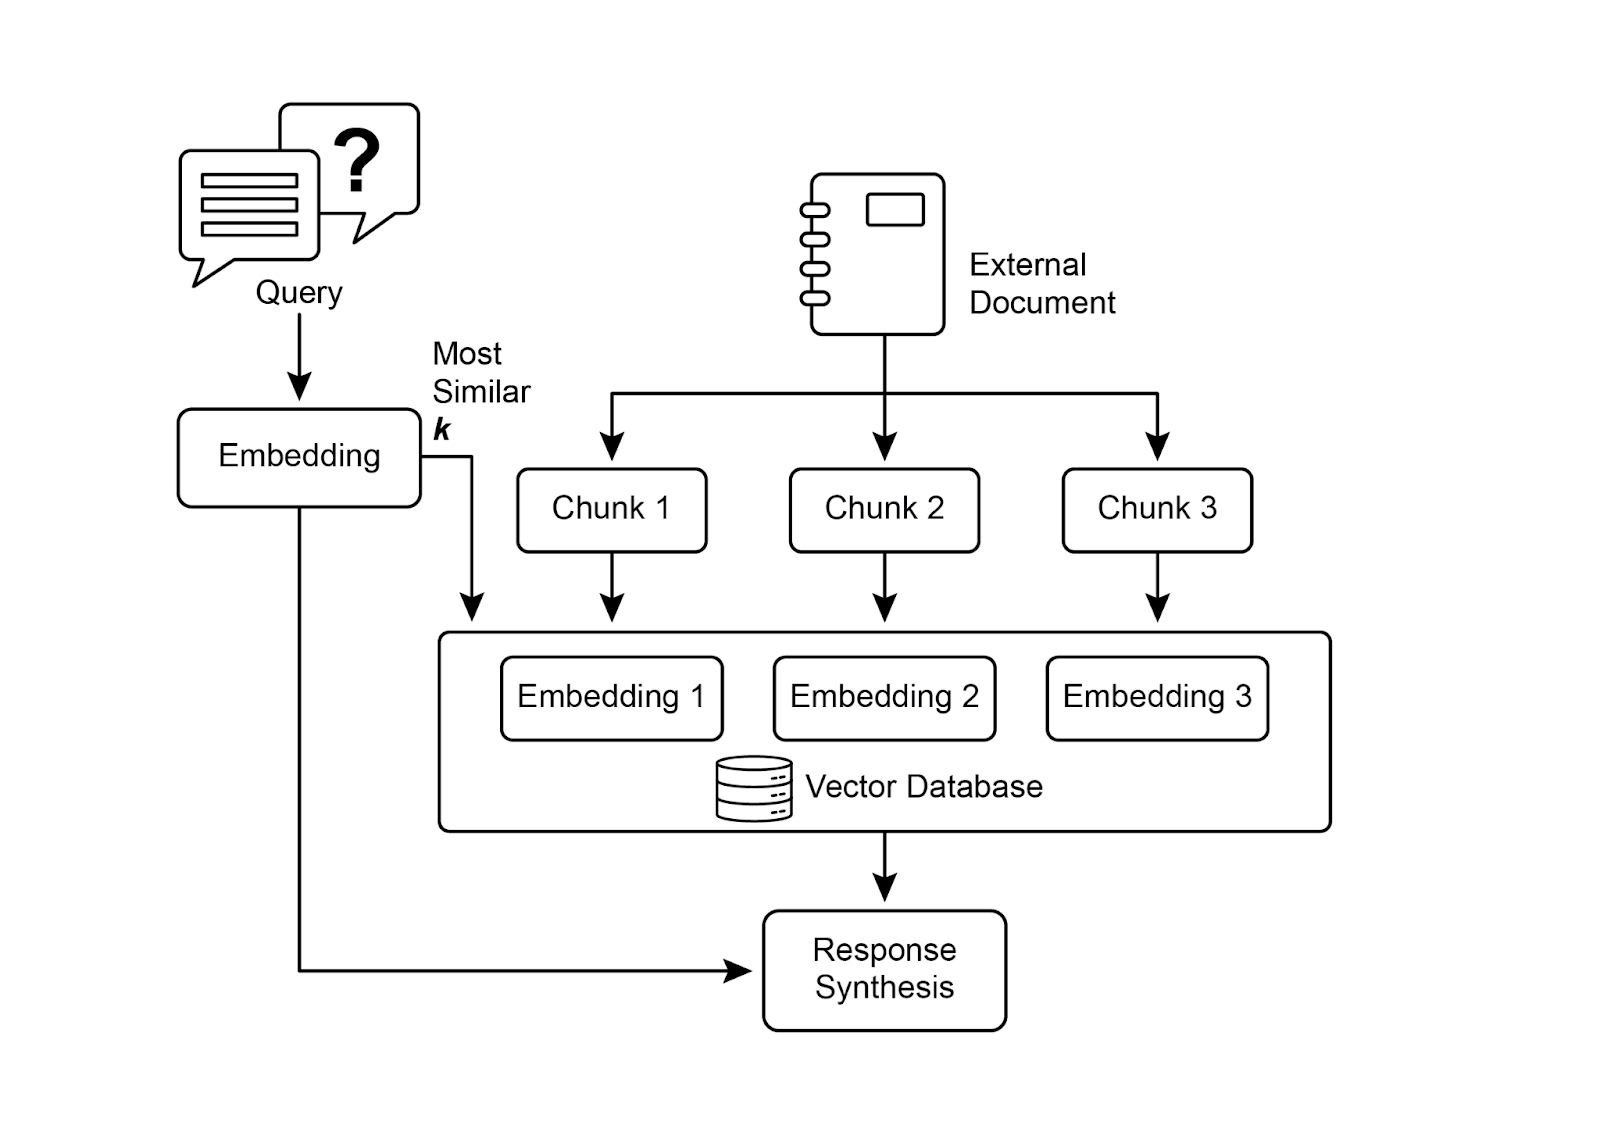 ?
Query
Most
Similar
k
Embedding
External
Document
Chunk 1
Chunk 2
Chunk 3
Embedding 1
Embedding 2
Embedding 3
Vector Database
Response
Synthesis